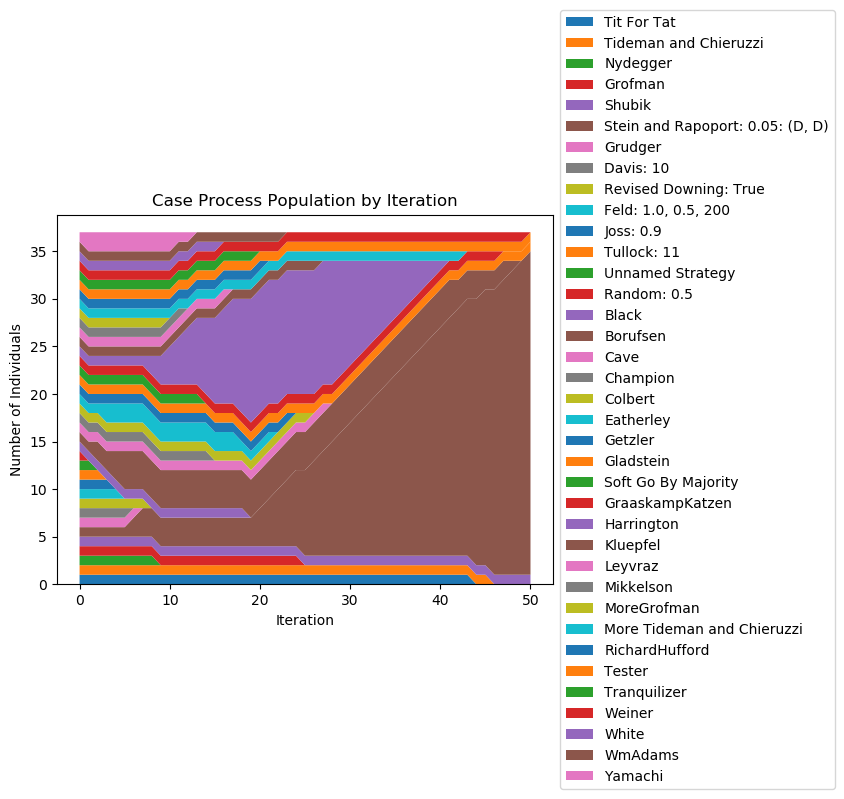 Case Process Population by Iteration
Number of Individuals
35
30
25
20
15
10
5
0
0 10 20 30 40 50
Iteration
Tit For Tat
Tideman and Chieruzzi
Nydegger
Grofman
Shubik
Stein and Rapoport: 0.05: (D, D)
Grudger
Davis: 10
Revised Downing: True
Feld: 1.0, 0.5, 200
Joss: 0.9
Tullock: 11
Unnamed Strategy
Random: 0.5
Black
Borufsen
Cave
Champion
Colbert
Eatherley
Getzler
Gladstein
Soft Go By Majority
GraaskampKatzen
Harrington
Kluepfel
Leyvraz
Mikkelson
MoreGrofman
More Tideman and Chieruzzi
RichardHufford
Tester
Tranquilizer
Weiner
White
WmAdams
Yamachi